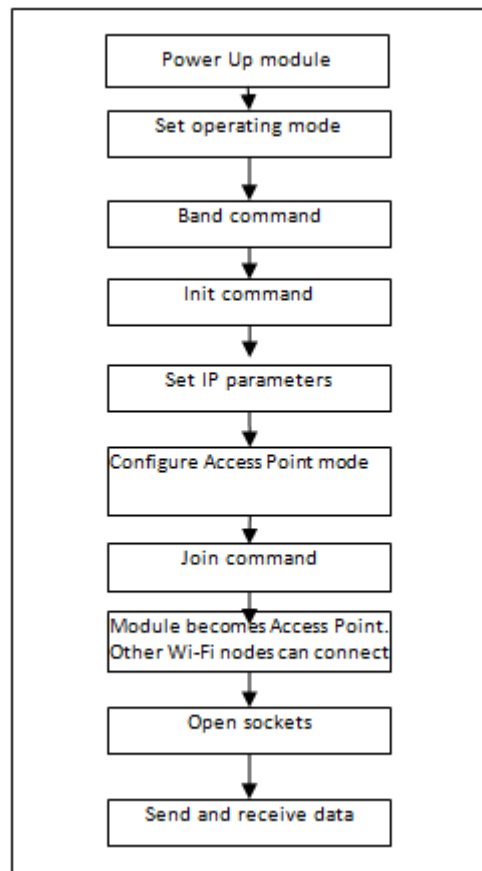 Power Up module
Set operating mode
Band command
Init command
Set IP parameters
Configure Access Point mode
Join command
Module becomes Access Point.
Other Wi-Fi nodes can connect
Open sockets
Send and receive data